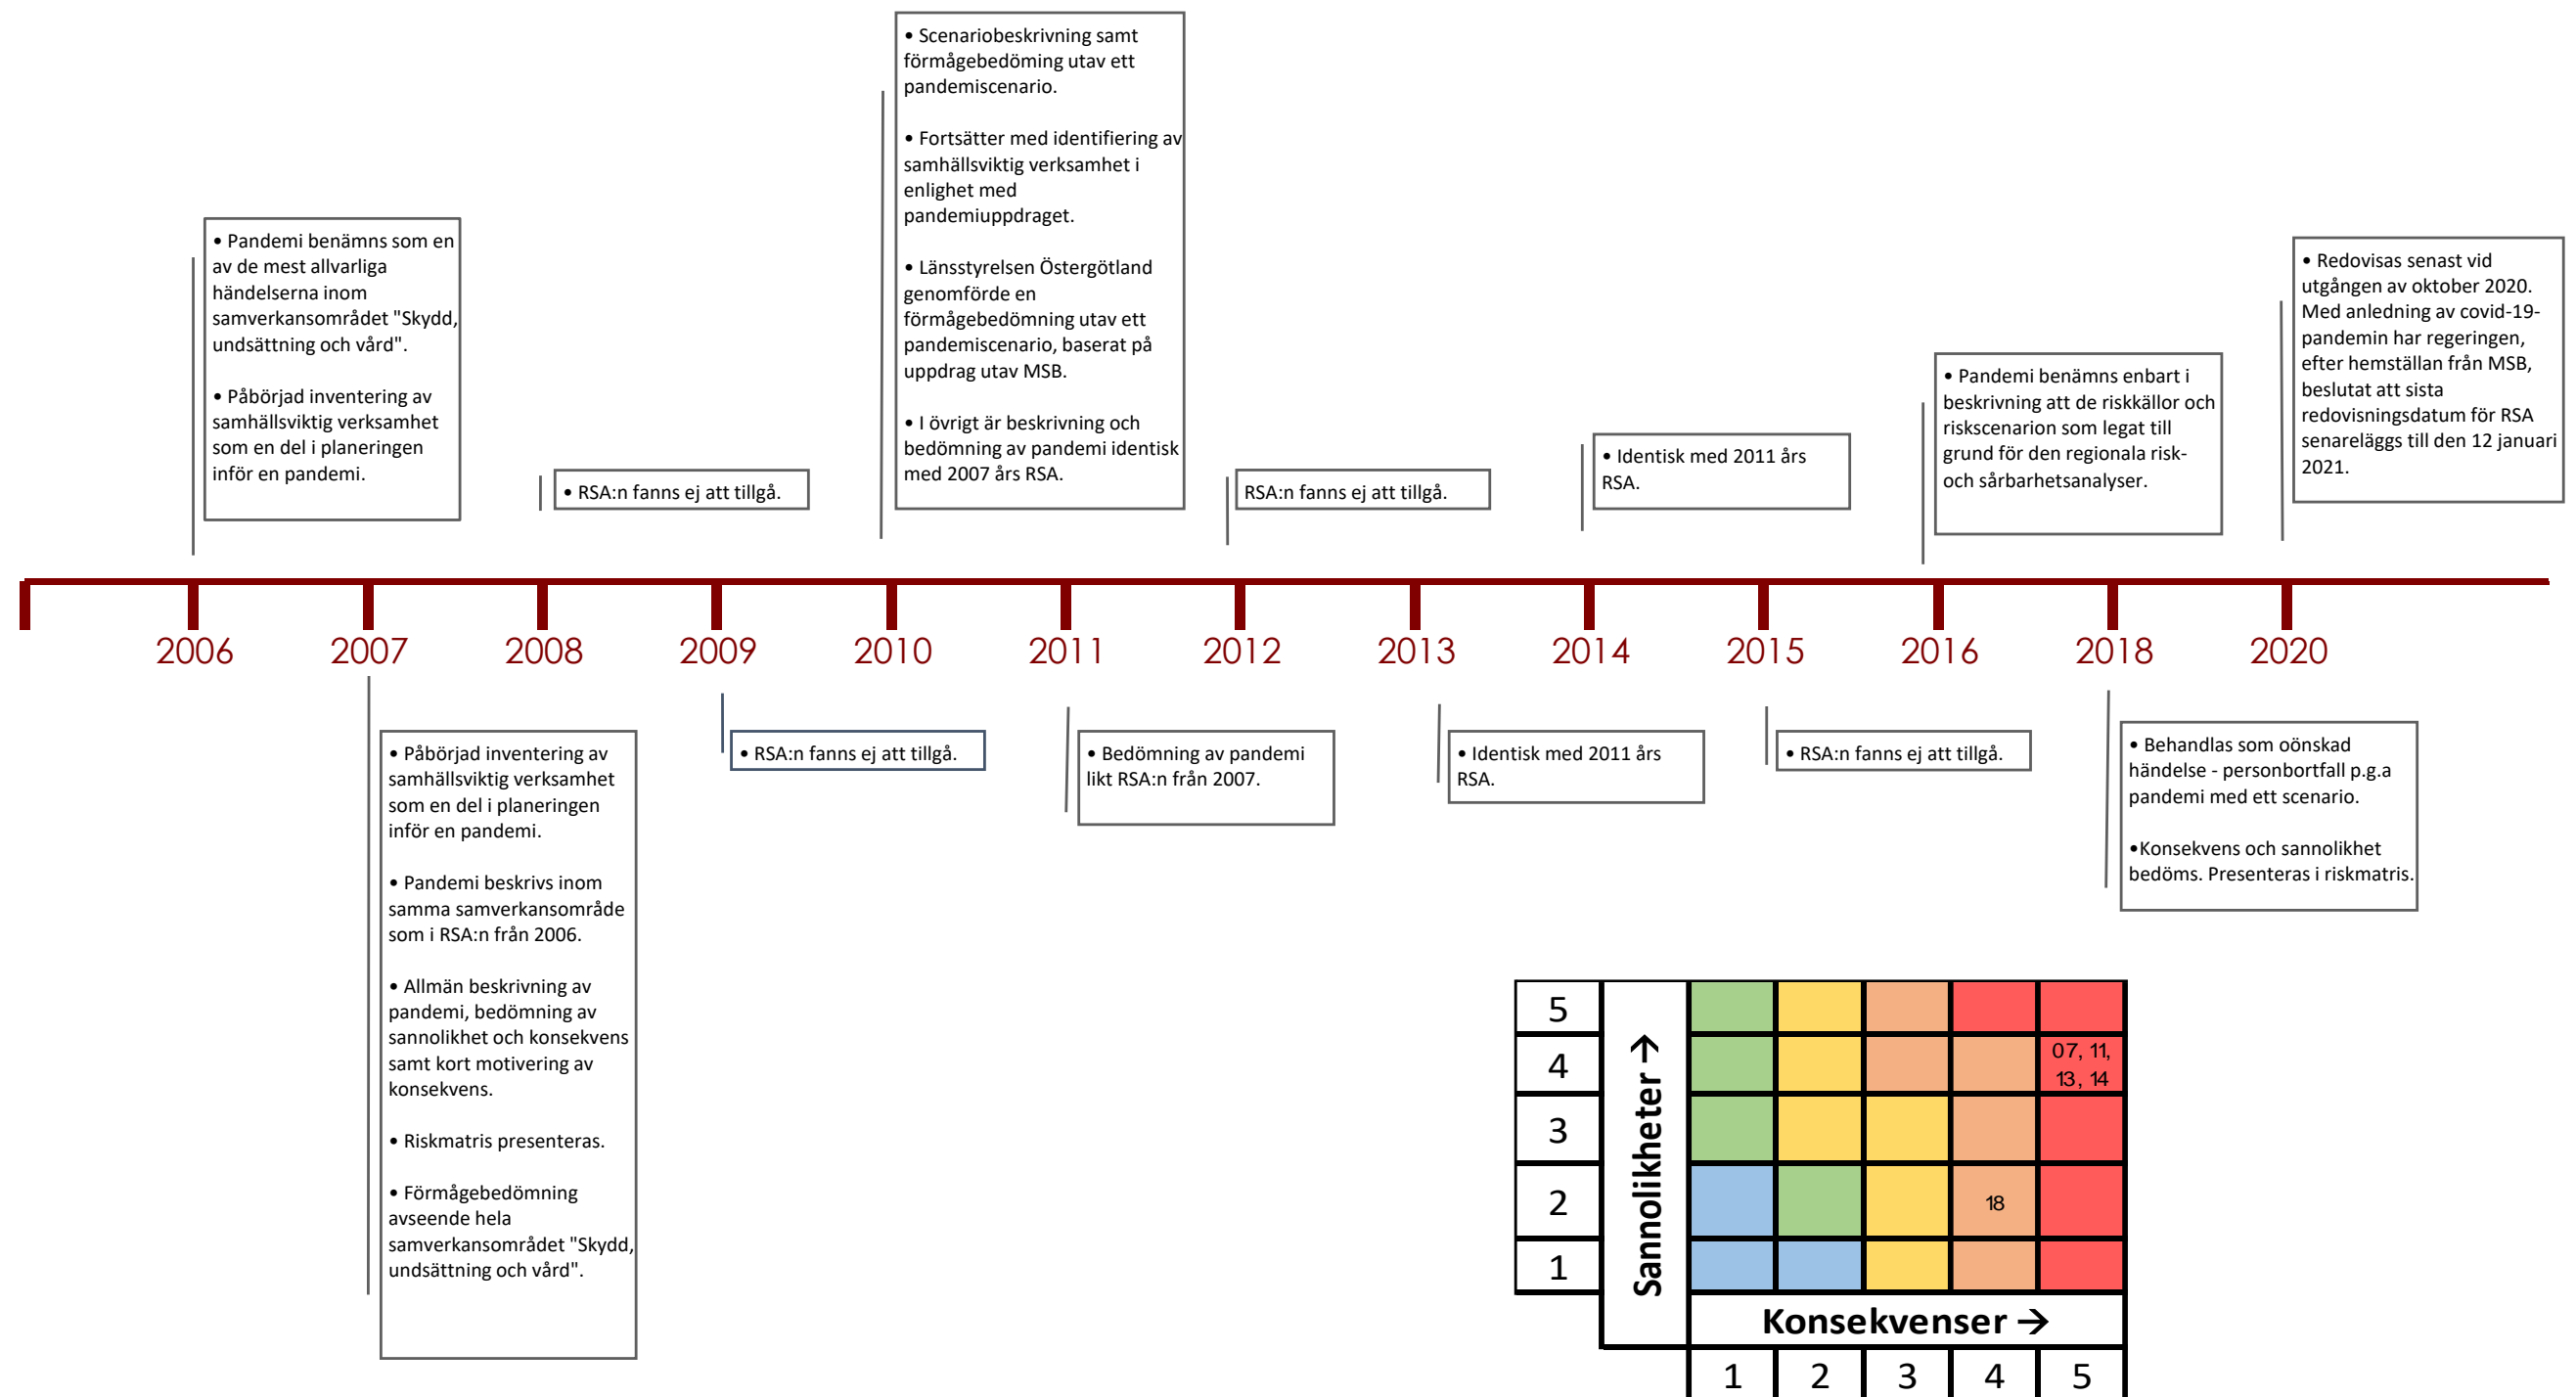 • Scenariobeskrivning samt
förmågebedöming utav ett
pandemiscenario.
• Fortsätter med identifiering av
samhällsviktig verksamhet i
enlighet med
pandemiuppdraget.
• Länsstyrelsen Östergötland
genomförde en
förmågebedömning utav ett
pandemiscenario, baserat på
uppdrag utav MSB.
• I övrigt är beskrivning och
bedömning av pandemi identisk
med 2007 års RSA.
• Pandemi benämns som en
av de mest allvarliga
händelserna inom
samverkansområdet "Skydd,
undsättning och vård".
• Påbörjad inventering av
samhällsviktig verksamhet
som en del i planeringen
inför en pandemi.
• RSA:n fanns ej att tillgå.
RSA:n fanns ej att tillgå.
• Identisk med 2011 års
RSA.
• Pandemi benämns enbart i
beskrivning att de riskkällor och
riskscenarion som legat till
grund för den regionala risk-
och sårbarhetsanalyser.
• Redovisas senast vid
utgången av oktober 2020.
Med anledning av covid-19-
pandemin har regeringen,
efter hemställan från MSB,
beslutat att sista
redovisningsdatum för RSA
senareläggs till den 12 januari
2021.
2006 2007 2008 2009 2010 2011 2012 2013 2014 2015 2016 2018 2020
• Påbörjad inventering av
samhällsviktig verksamhet
som en del i planeringen
inför en pandemi.
• Pandemi beskrivs inom
samma samverkansområde
som i RSA:n från 2006.
• Allmän beskrivning av
pandemi, bedömning av
sannolikhet och konsekvens
samt kort motivering av
konsekvens.
• Riskmatris presenteras.
• Förmågebedömning
avseende hela
samverkansområdet "Skydd,
undsättning och vård".
• RSA:n fanns ej att tillgå.
• Bedömning av pandemi
likt RSA:n från 2007.
• Identisk med 2011 års
RSA.
• RSA:n fanns ej att tillgå.
• Behandlas som oönskad
händelse - personbortfall p.g.a
pandemi med ett scenario.
•Konsekvens och sannolikhet
bedöms. Presenteras i riskmatris.
Sannolikheter →
5
4
07, 11,
13, 14
3
2
18
1
Konsekvenser →
1 2 3 4 5